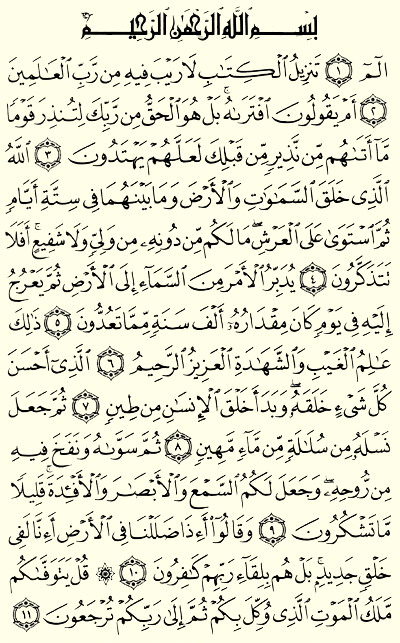 بِسْمِ ٱللَّهِ ٱلرَّحْمَٰنِ ٱلرَّحِيمِ
الٓمٓ ١ تَنزِيلُ ٱلْكِتَٰبِ لَا رَيْبَ فِيهِ مِن رَّبِّ ٱلْعَٰلَمِينَ
٢ أَمْ يَقُولُونَ ٱفْتَرَىٰهُ ۚ بَلْ هُوَ ٱلْحَقُّ مِن رَّبِّكَ لِتُنذِرَ قَوْمًا
مَّآ أَتَىٰهُم مِّن نَّذِيرٍ مِّن قَبْلِكَ لَعَلَّهُمْ يَهْتَدُونَ ٣ ٱللَّهُ
ٱلَّذِى خَلَقَ ٱلسَّمَٰوَٰتِ وَٱلْأَرْضَ وَمَا بَيْنَهُمَا فِى سِتَّةِ أَيَّامٍ
ثُمَّ ٱسْتَوَىٰ عَلَى ٱلْعَرْشِ ۖ مَا لَكُم مِّن دُونِهِۦ مِن وَلِىٍّ وَلَا شَفِيعٍ ۚ أَفَلَا
تَتَذَكَّرُونَ ٤ يُدَبِّرُ ٱلْأَمْرَ مِنَ ٱلسَّمَآءِ إِلَى ٱلْأَرْضِ ثُمَّ يَعْرُجُ
إِلَيْهِ فِى يَوْمٍ كَانَ مِقْدَارُهُۥٓ أَلْفَ سَنَةٍ مِّمَّا تَعُدُّونَ ٥ ذَٰلِكَ
عَٰلِمُ ٱلْغَيْبِ وَٱلشَّهَٰدَةِ ٱلْعَزِيزُ ٱلرَّحِيمُ ٦ ٱلَّذِىٓ أَحْسَنَ
كُلَّ شَىْءٍ خَلَقَهُۥ ۖ وَبَدَأَ خَلْقَ ٱلْإِنسَٰنِ مِن طِينٍ ٧ ثُمَّ جَعَلَ
نَسْلَهُۥ مِن سُلَٰلَةٍ مِّن مَّآءٍ مَّهِينٍ ٨ ثُمَّ سَوَّىٰهُ وَنَفَخَ فِيهِ
مِن رُّوحِهِۦ ۖ وَجَعَلَ لَكُمُ ٱلسَّمْعَ وَٱلْأَبْصَٰرَ وَٱلْأَفْـِٔدَةَ ۚ قَلِيلًا
مَّا تَشْكُرُونَ ٩ وَقَالُوٓا۟ أَءِذَا ضَلَلْنَا فِى ٱلْأَرْضِ أَءِنَّا لَفِى
خَلْقٍ جَدِيدٍۭ ۚ بَلْ هُم بِلِقَآءِ رَبِّهِمْ كَٰفِرُونَ ١٠ ۞ قُلْ يَتَوَفَّىٰكُم
مَّلَكُ ٱلْمَوْتِ ٱلَّذِى وُكِّلَ بِكُمْ ثُمَّ إِلَىٰ رَبِّكُمْ تُرْجَعُونَ ١١